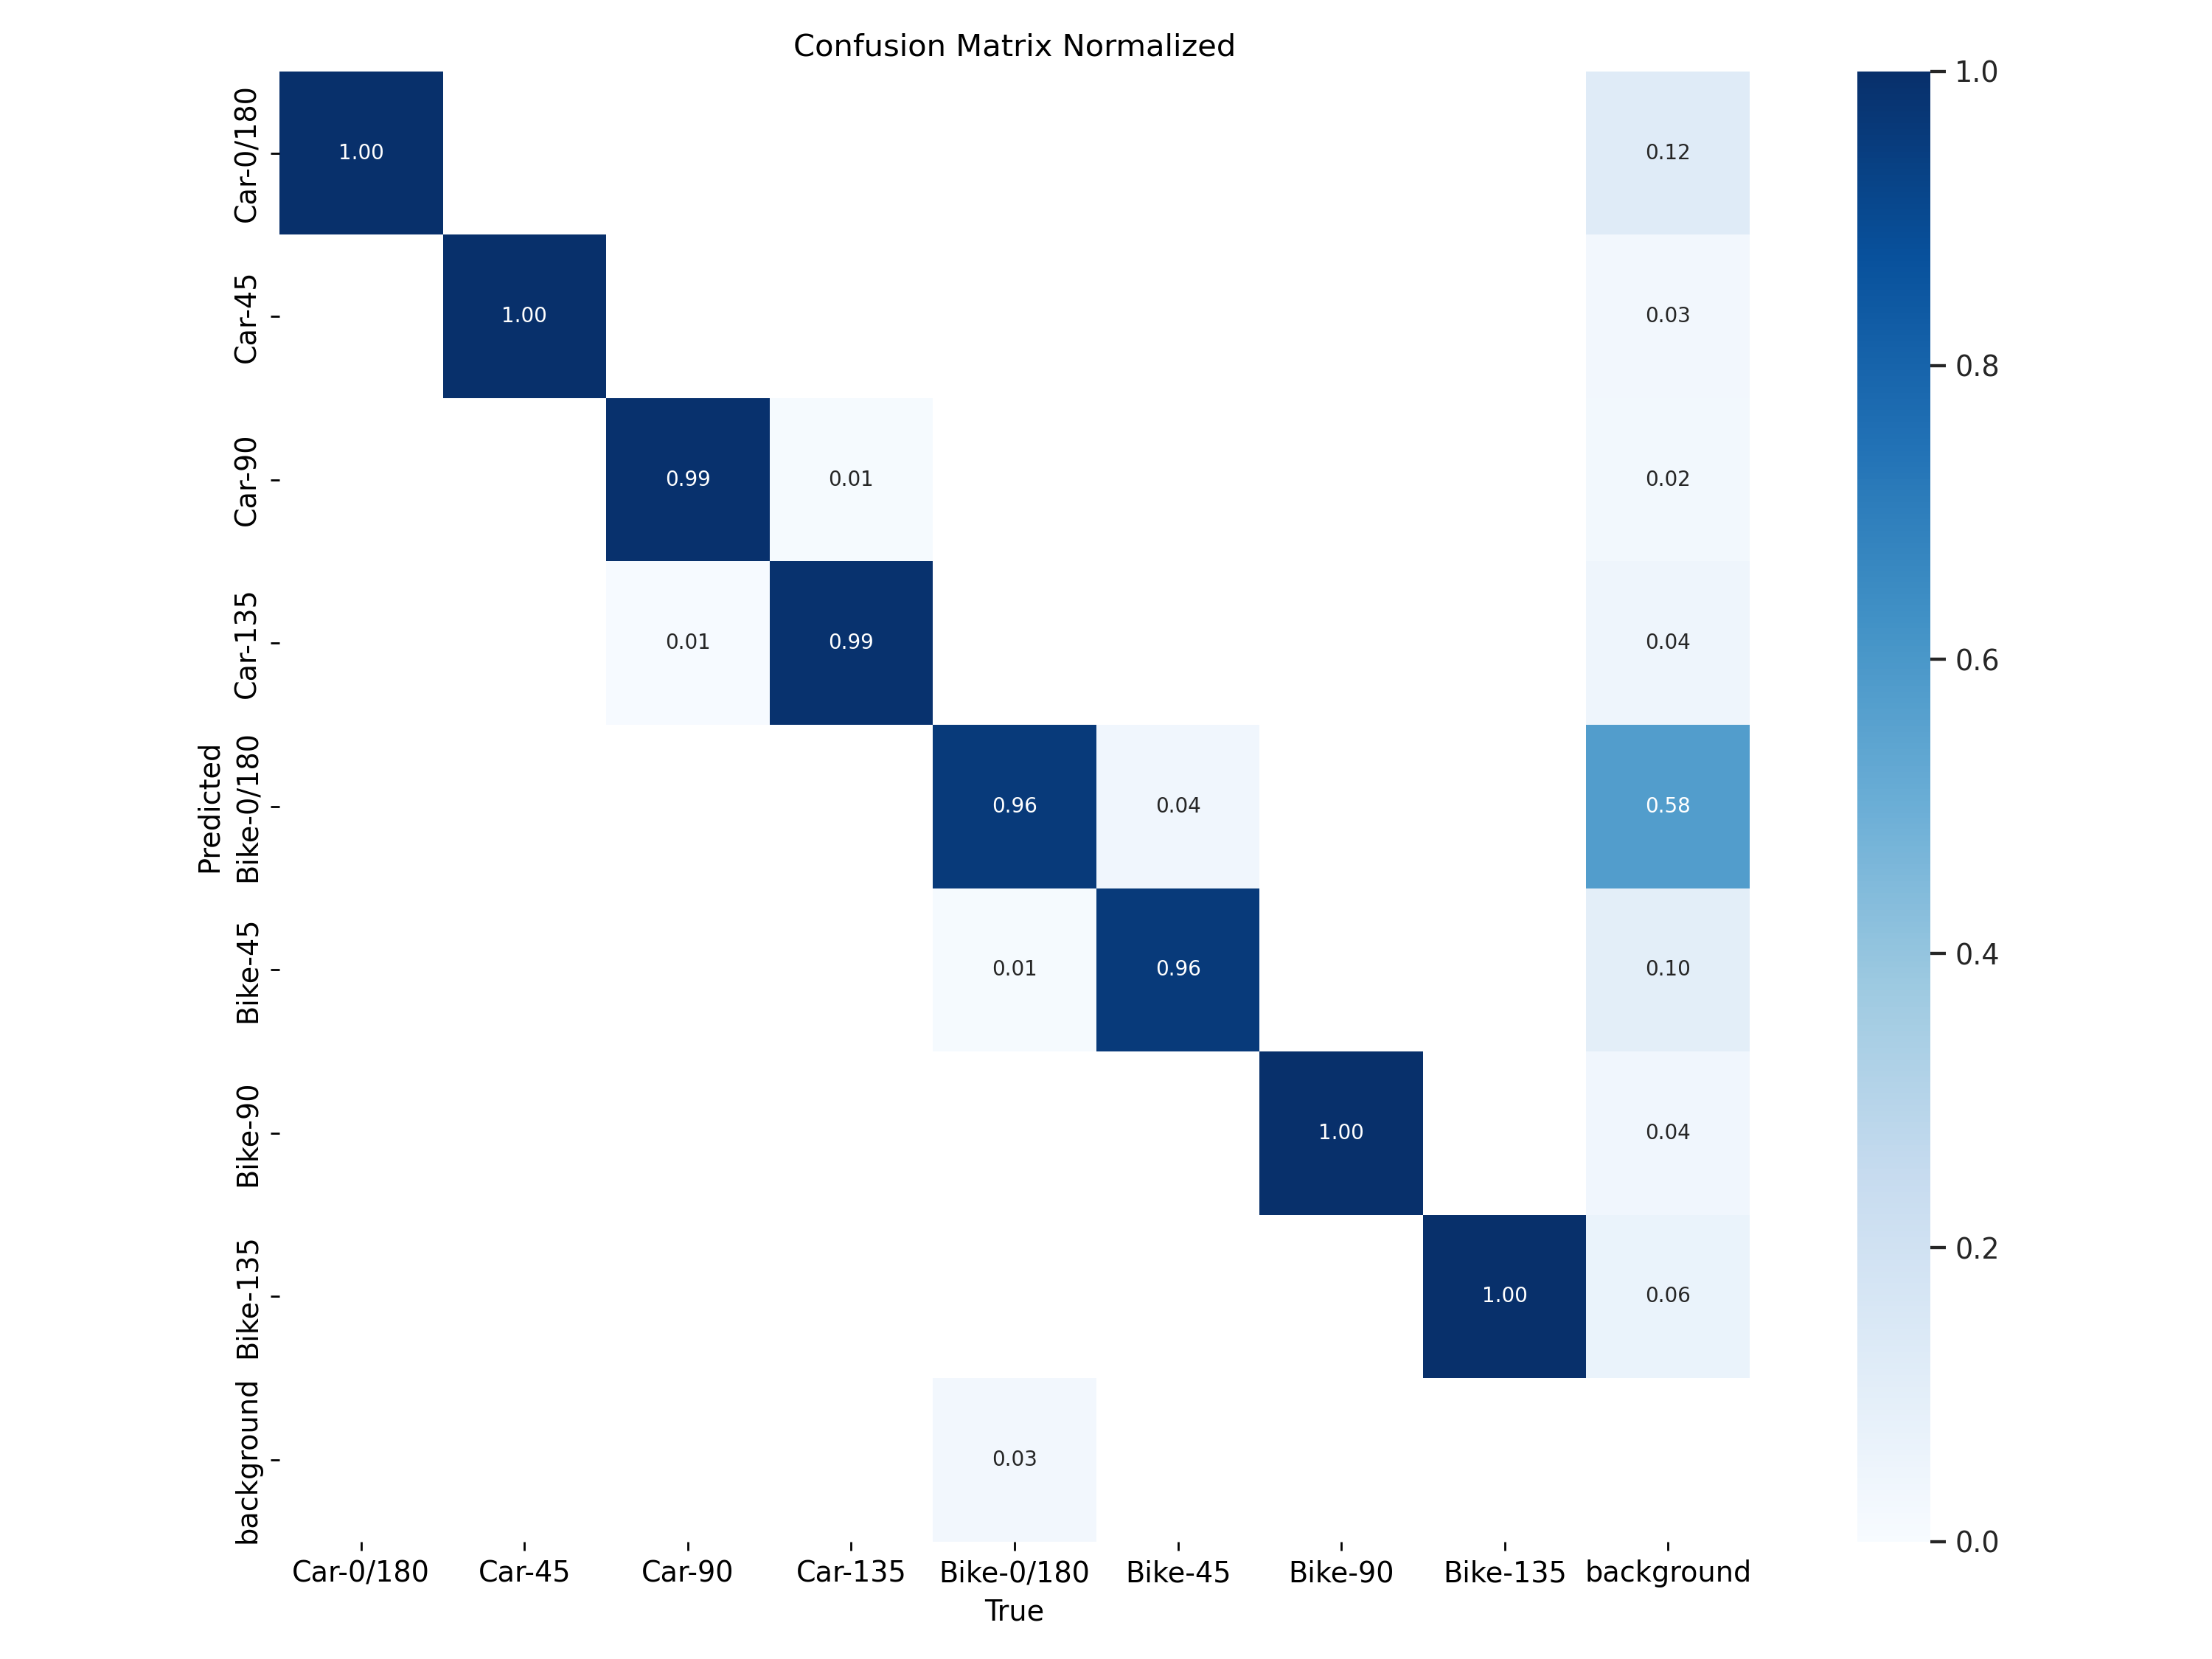 Confusion Matrix Normalized
Car-0/180
1.00
0.12
Car-45
1.00
0.03
Car-90
0.99
0.01
0.02
Car-135
0.01
0.99
0.04
Predicted
Bike-0/180
0.96
0.04
0.58
Bike-45
0.01
0.96
0.10
Bike-90
1.00
0.04
Bike-135
1.00
0.06
background
0.03
Car-0/180
Car-45
Car-90
Car-135
Bike-0/180
Bike-45
Bike-90
Bike-135
background
True
1.0
0.8
0.6
0.4
0.2
0.0